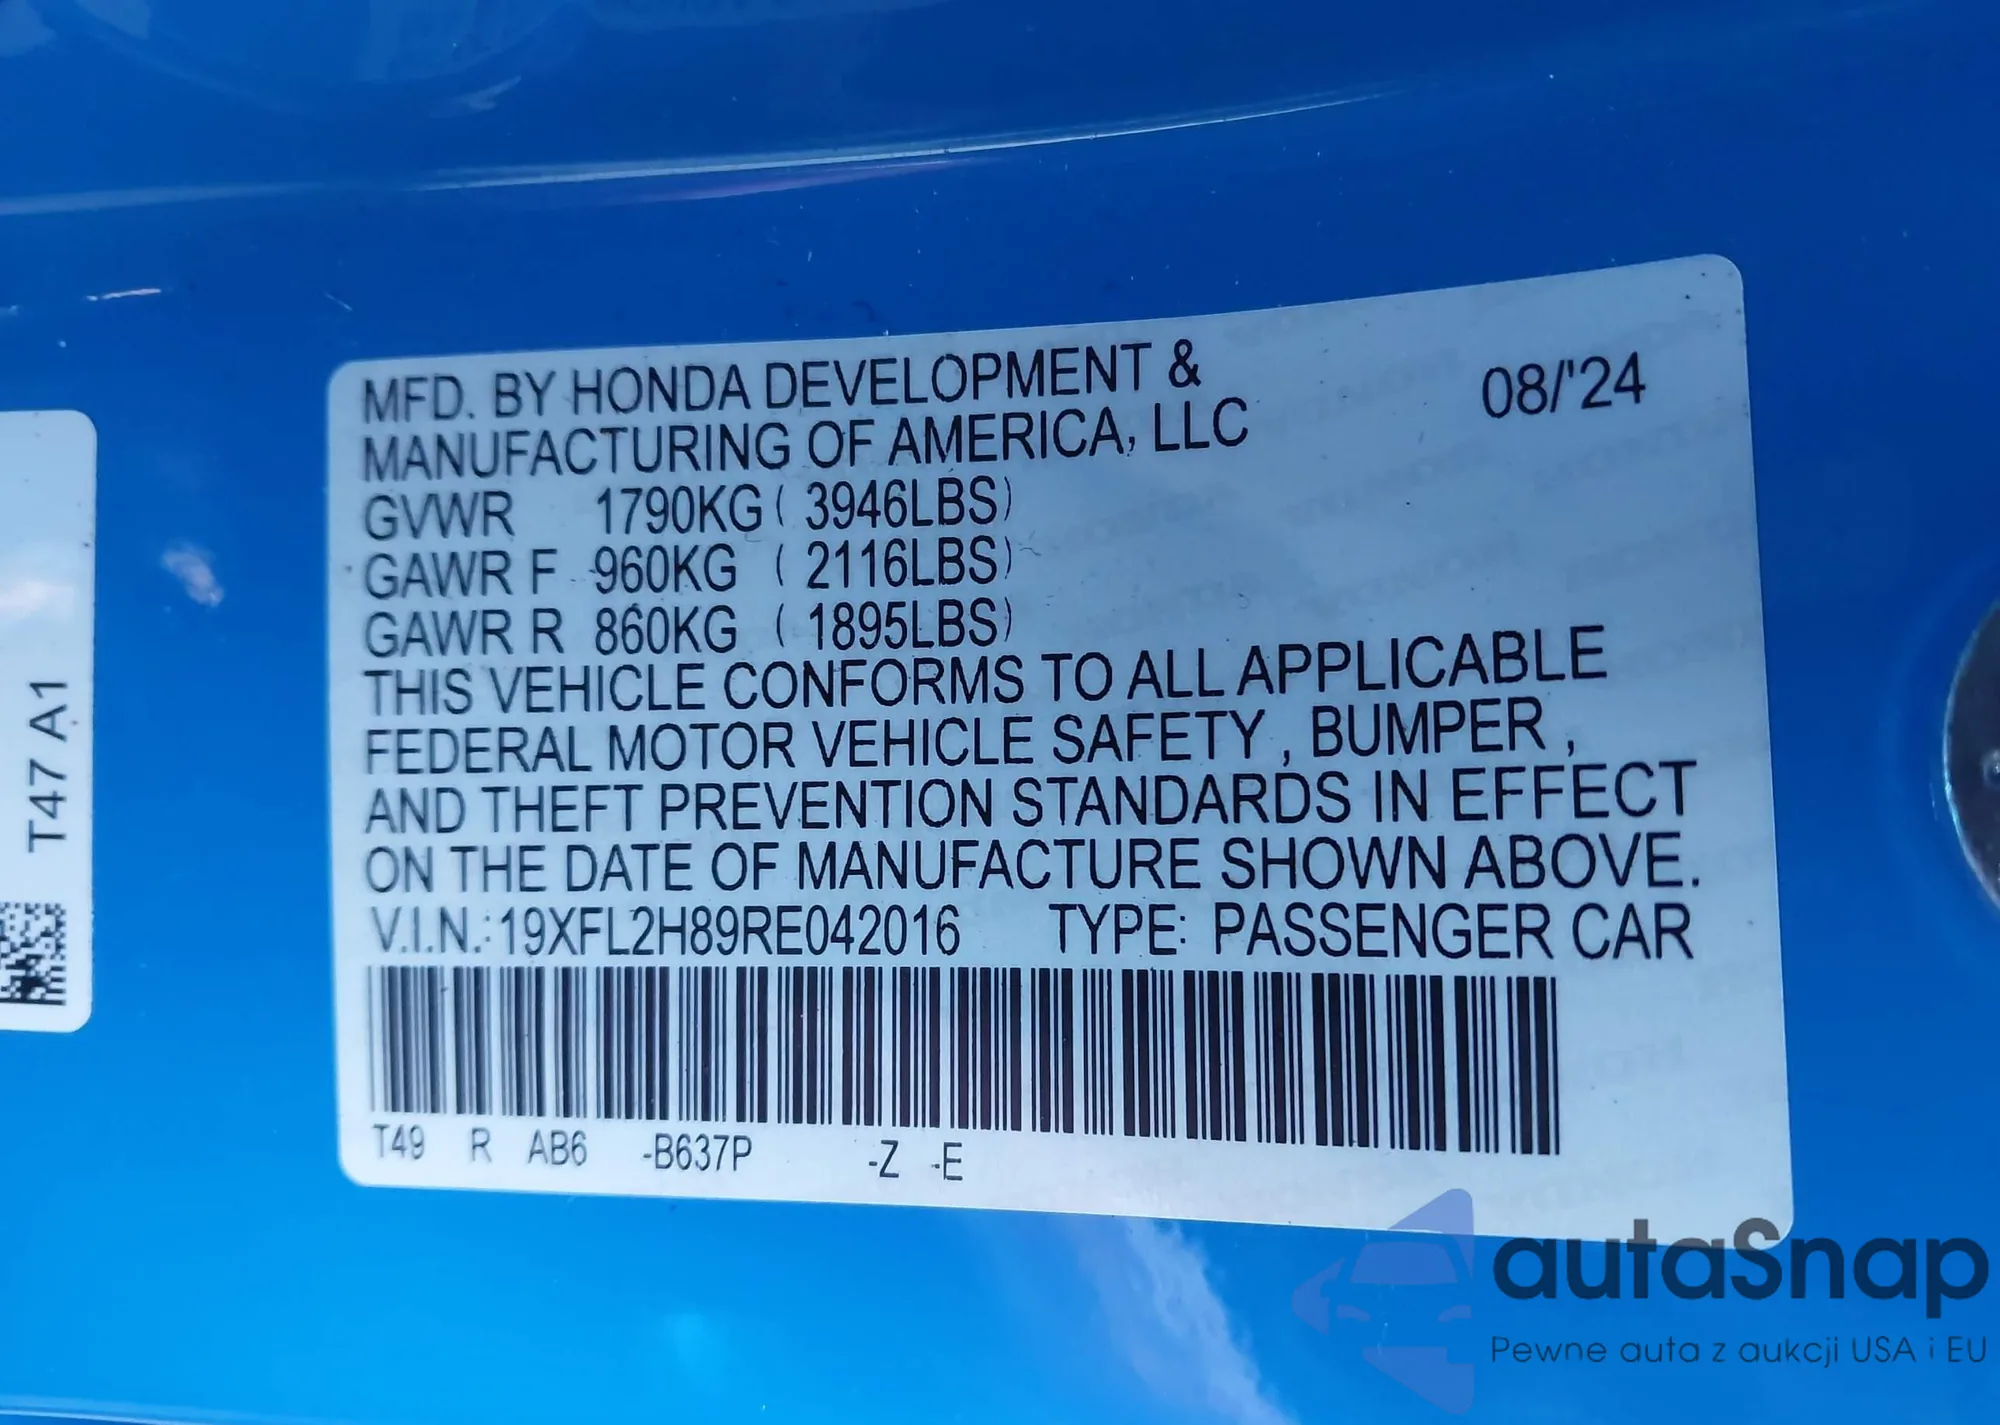 MFD. BY HONDA DEVELOPMENT & 08/'24
MANUFACTURING OF AMERICA, LLC
GVWR 1790KG ( 3946LBS)
GAWR F 960KG ( 2116LBS)
GAWR R 860KG ( 1895LBS)
THIS VEHICLE CONFORMS TO ALL APPLICABLE
FEDERAL MOTOR VEHICLE SAFETY , BUMPER ,
AND THEFT PREVENTION STANDARDS IN EFFECT
ON THE DATE OF MANUFACTURE SHOWN ABOVE.
V.I.N.: 19XFL2H89RE042016 TYPE: PASSENGER CAR
T49 R AB6 -B637P -Z -E
T47 A1
autaSnap
Pewne auta z aukcji USA i EU